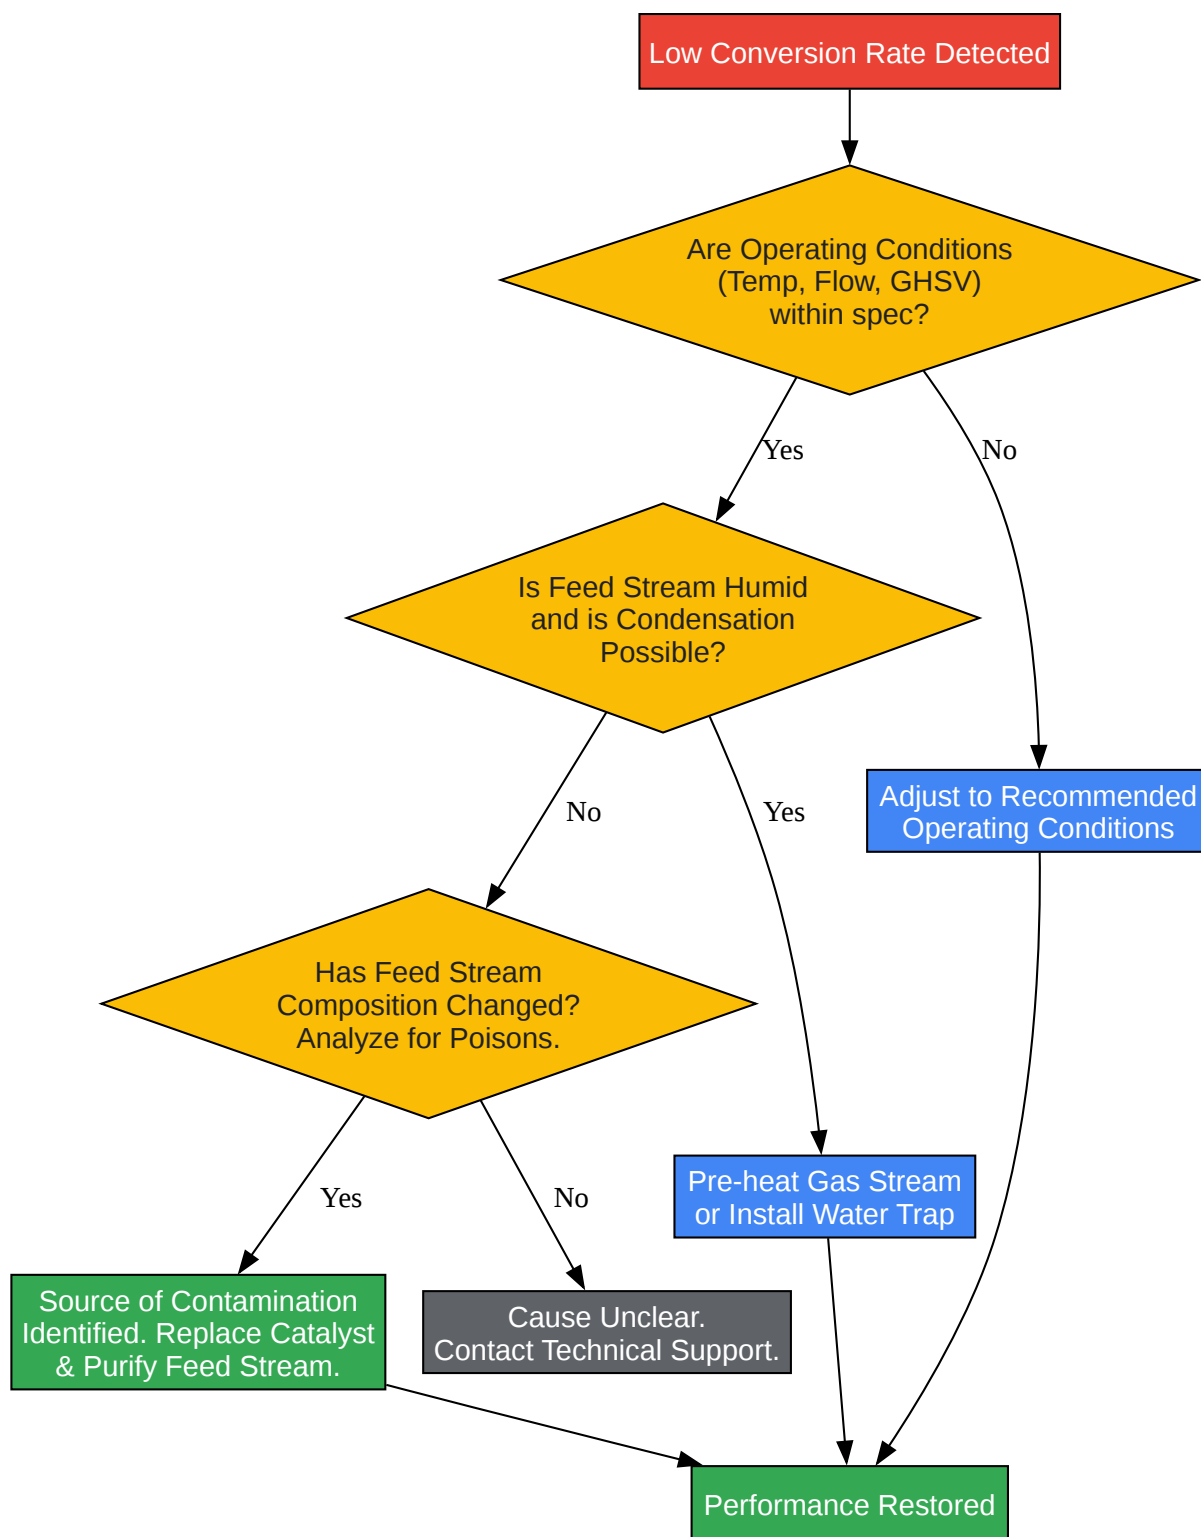 Low Conversion Rate Detected
Are Operating Conditions
(Temp, Flow, GHSV)
within spec?
Yes
No
Is Feed Stream Humid
and is Condensation
Possible?
Adjust to Recommended
Operating Conditions
No
Yes
Has Feed Stream
Composition Changed?
Analyze for Poisons.
Pre-heat Gas Stream
or Install Water Trap
Yes
No
Source of Contamination
Identified. Replace Catalyst
& Purify Feed Stream.
Cause Unclear.
Contact Technical Support.
Performance Restored